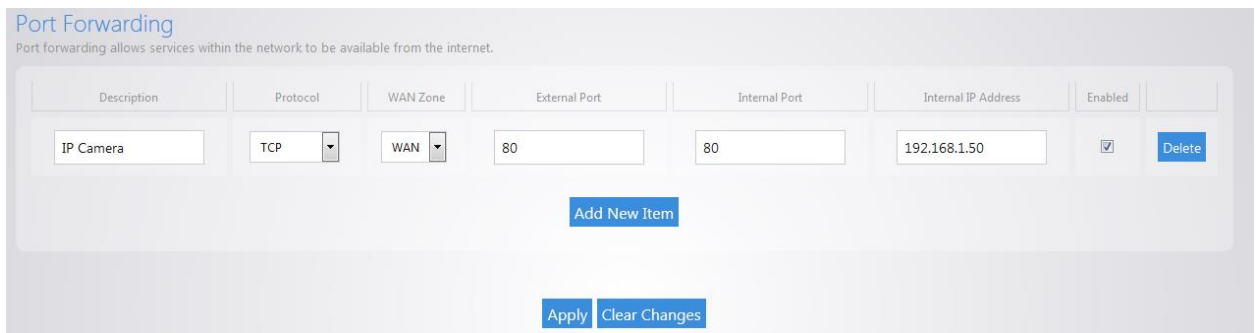 Port Forwarding
Port forwarding allows services within the network to be available from the internet.
Description Protocol WAN Zone External Port Internal Port Internal IP Address Enabled
IP Camera TCP WAN 80 80 192.168.1.50 Delete
Add New Item
Apply Clear Changes